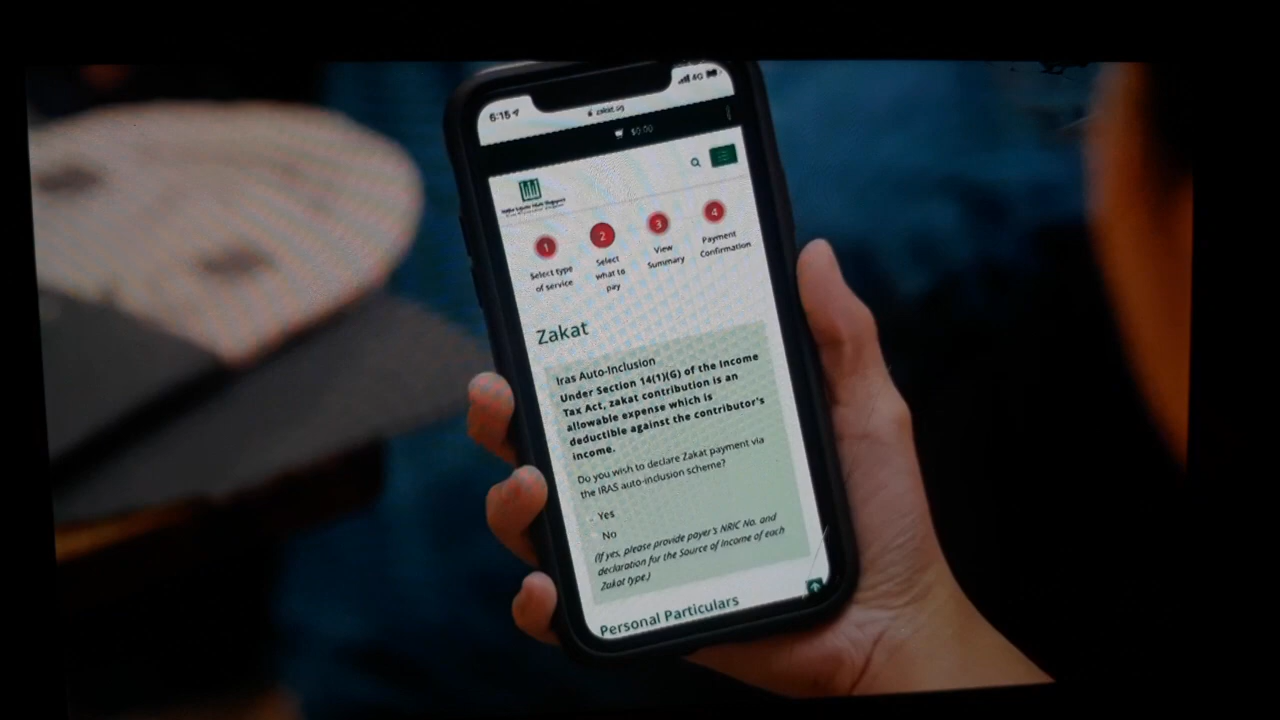 6:15
4G
zakat.sg
$0.00
1
2
3
4
Select type
of service
Select
what to
pay
View
Summary
Payment
Confirmation
Zakat
Iras Auto-Inclusion
Under Section 14(1)(G) of the Income
Tax Act, zakat contribution is an
allowable expense which is
deductible against the contributor's
income.
Do you wish to declare Zakat payment via
the IRAS auto-inclusion scheme?
Yes
No
(If yes, please provide payer's NRIC No. and
declaration for the Source of Income of each
Zakat type.)
Personal Particulars